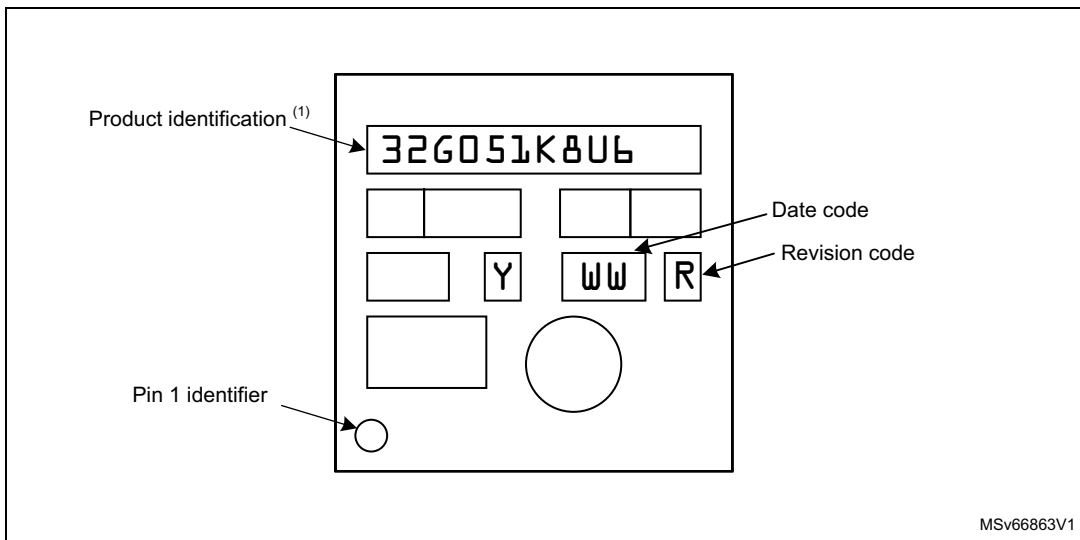 Product identification (1)
32G051K8U6
Date code
Revision code
Y WW R
Pin 1 identifier
MSv66863V1